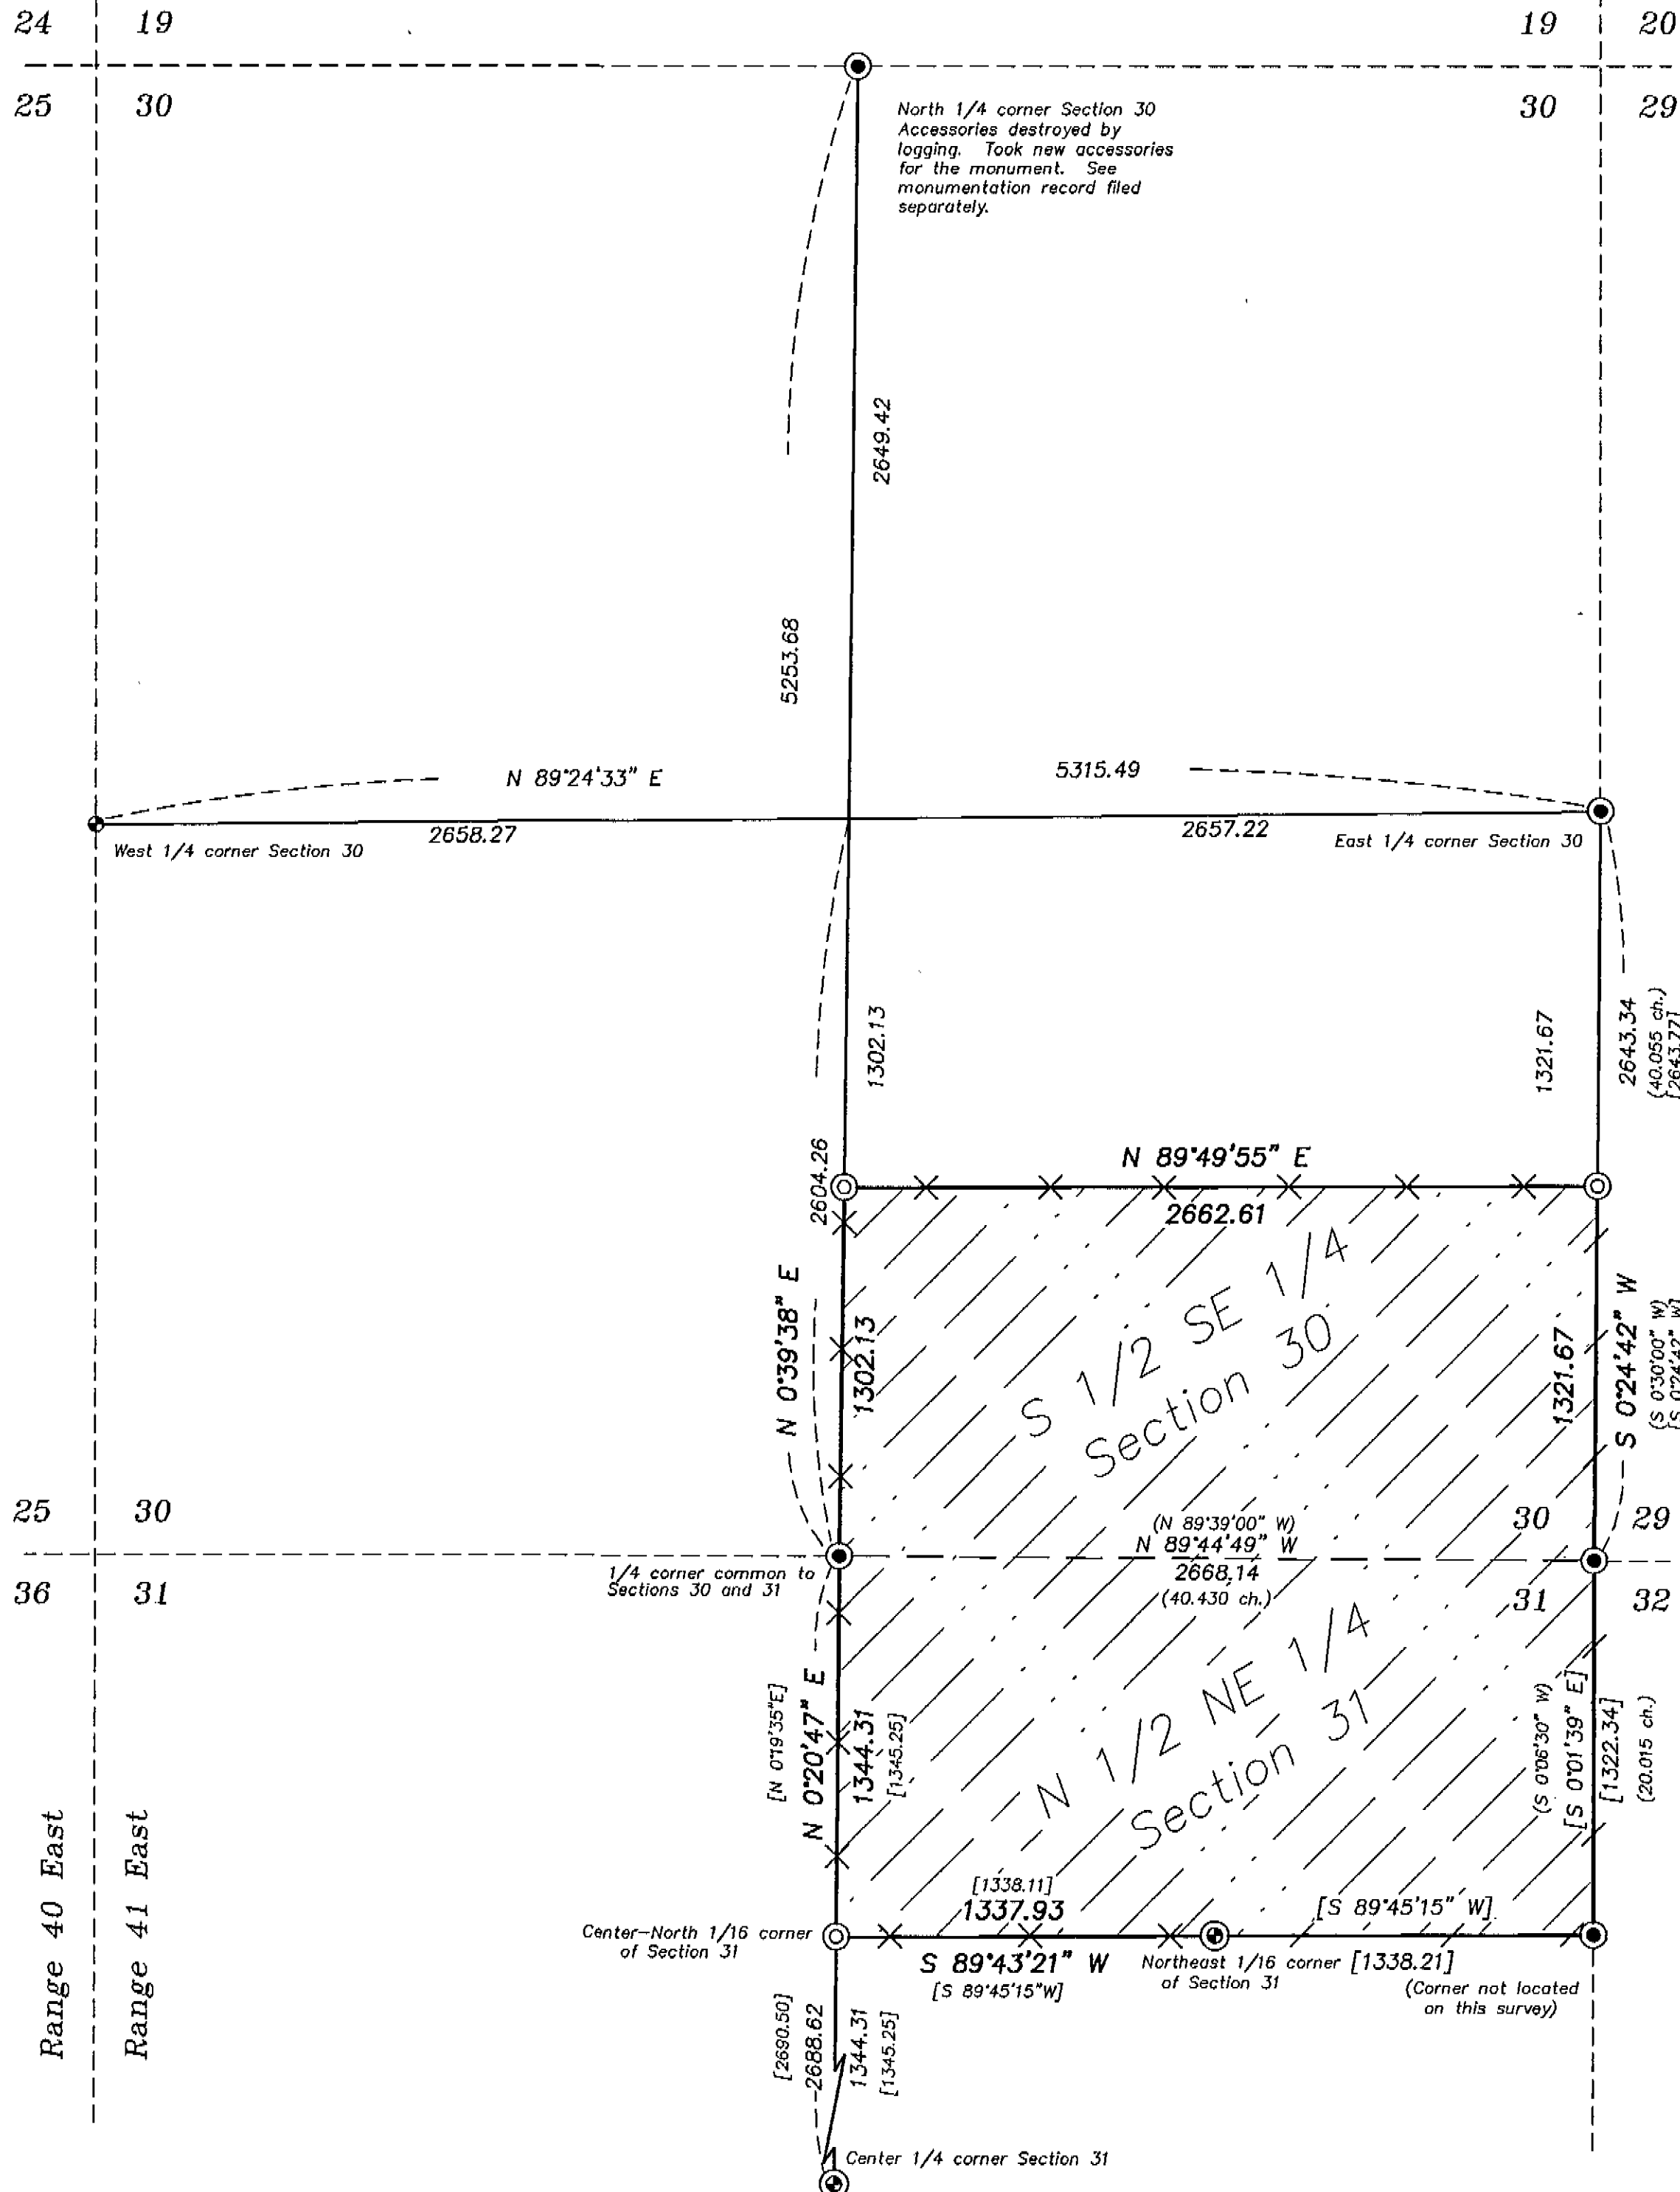 24 19
19 20
25 30
30 29
North 1/4 corner Section 30
Accessories destroyed by
logging. Took new accessories
for the monument. See
monumentation record filed
separately.
2649.42
5253.68
N 89°24'33" E
5315.49
2658.27
2657.22
West 1/4 corner Section 30
East 1/4 corner Section 30
1302.13
1321.67
2643.34
(40.055 ch.)
[2643.77]
2604.26
N 89°49'55" E
2662.61
N 0°39'38" E
1302.13
S 1/2 SE 1/4
Section 30
1321.67
S 0°24'42" W
(S 0°30'00" W)
[S 0°24'42" W]
25 30
(N 89°39'00" W)
N 89°44'49" W
30 29
1/4 corner common to
Sections 30 and 31
2668.14
(40.430 ch.)
36 31
31 32
[N 0°19'35"E]
N 0°20'47" E
1344.31
[1345.25]
N 1/2 NE 1/4
Section 31
(S 0°06'30" W)
[S 0°01'39" E]
[1322.34]
(20.015 ch.)
Range 40 East
Range 41 East
[1338.11]
1337.93
[S 89°45'15" W]
Center-North 1/16 corner
of Section 31
S 89°43'21" W
[S 89°45'15"W]
Northeast 1/16 corner
of Section 31
[1338.21]
(Corner not located
on this survey)
[2690.50]
2688.62
1344.31
[1345.25]
Center 1/4 corner Section 31